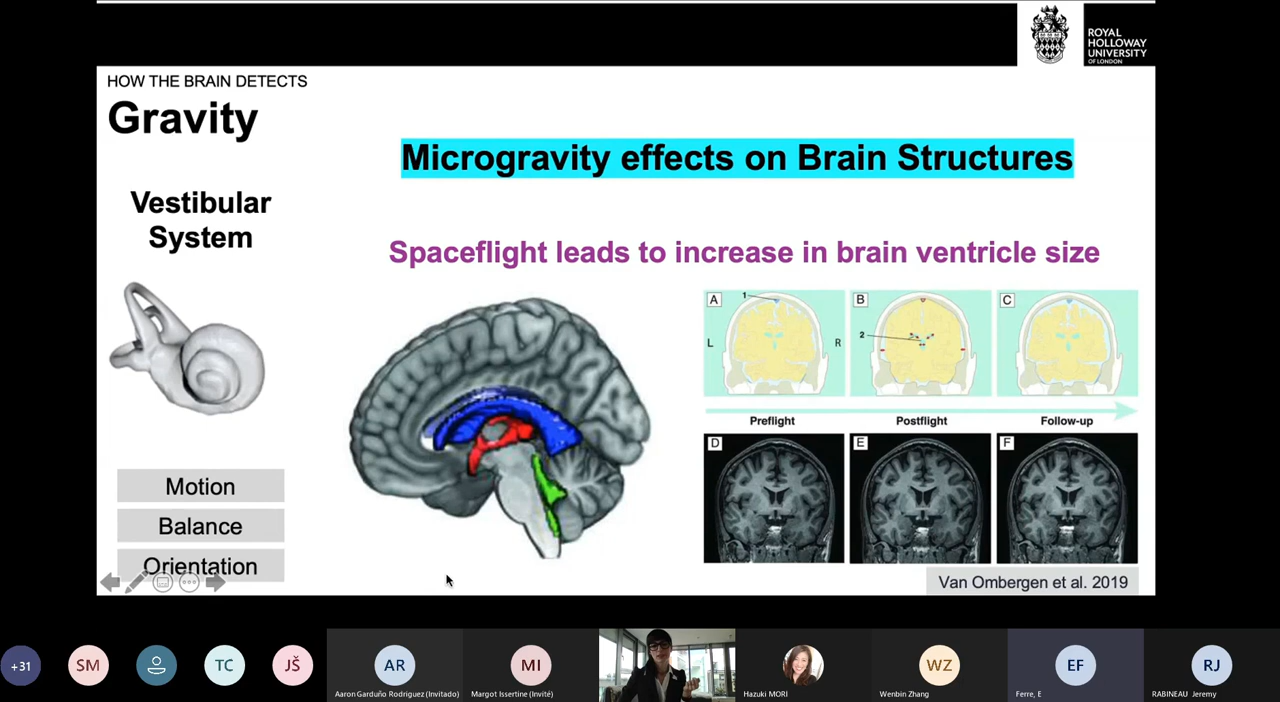 ROYAL
HOLLOWAY
UNIVERSITY
OF LONDON
HOW THE BRAIN DETECTS
Gravity
Microgravity effects on Brain Structures
Vestibular
System
Spaceflight leads to increase in brain ventricle size
A
1
L
R
B
2
C
Preflight
Postflight
Follow-up
D
E
F
Motion
Balance
Orientation
Van Ombergen et al. 2019
+31
SM
TC
JŠ
AR
Aaron Garduño Rodriguez (Invitado)
MI
Margot Issertine (Invité)
Hazuki MORI
WZ
Wenbin Zhang
EF
Ferre, E
RJ
RABINEAU Jeremy